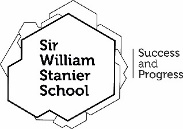 Sir
William
Stanier
School
Success
and
Progress